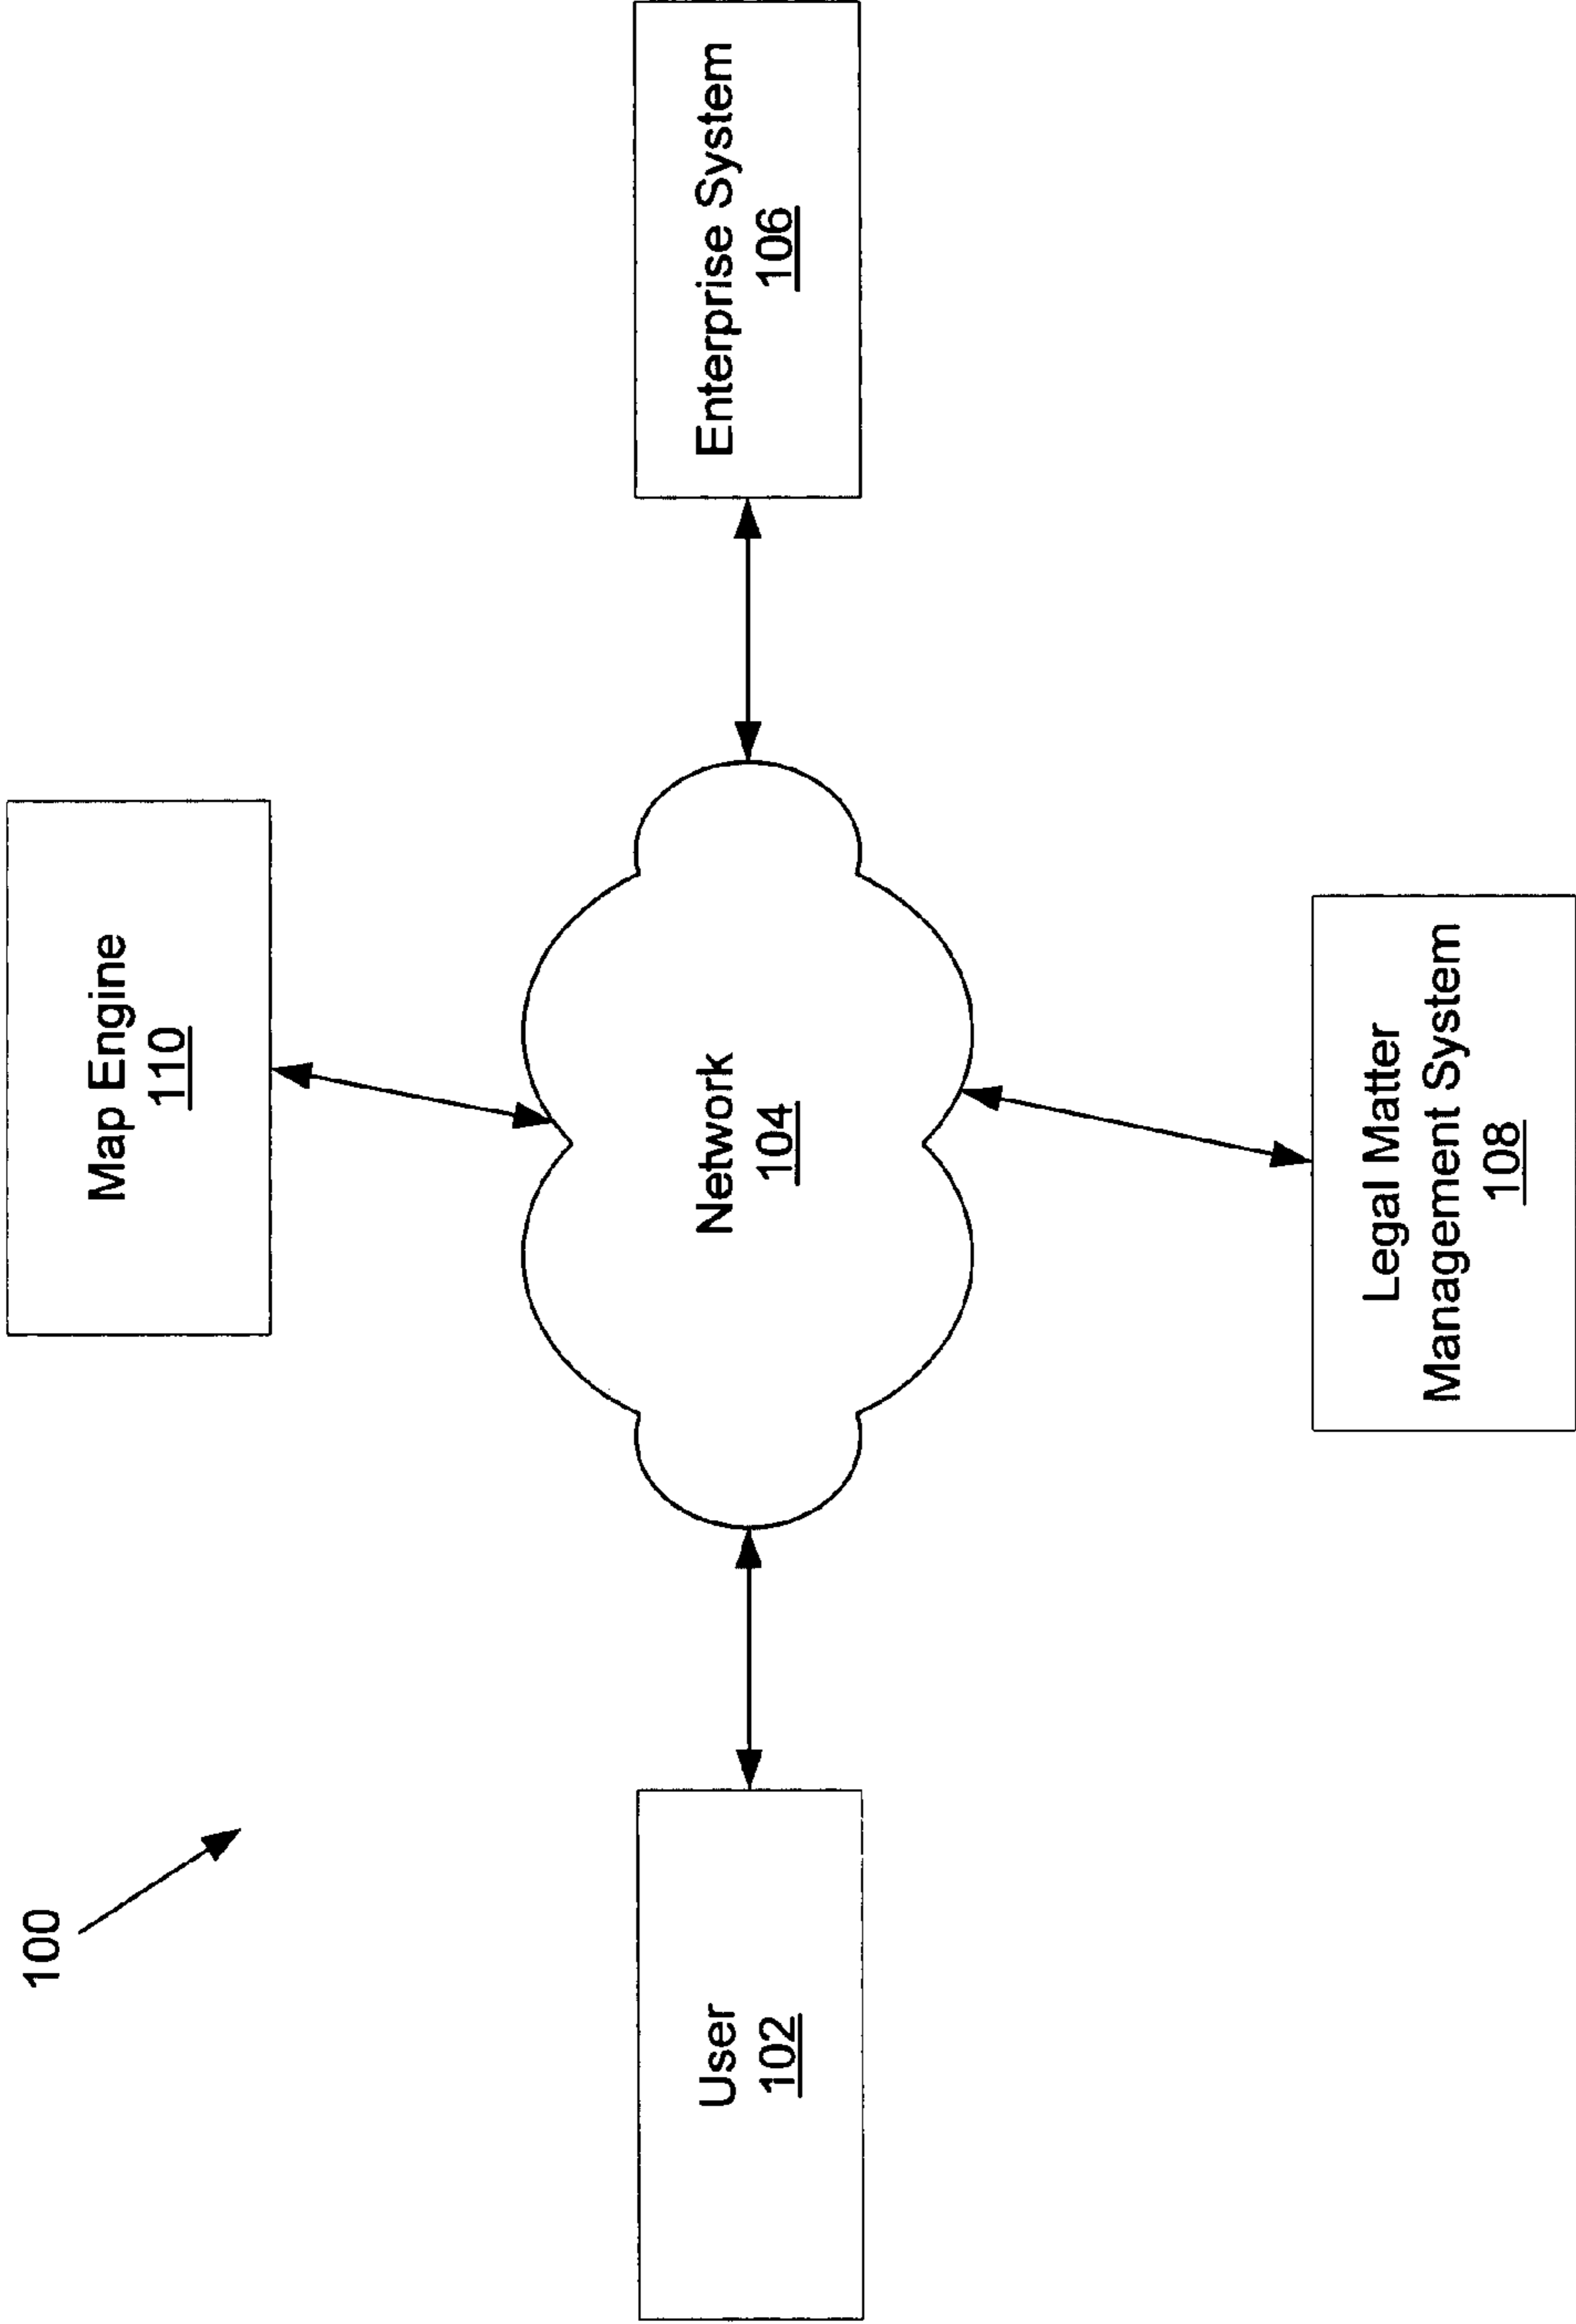 100
Map Engine
110
User
102
Network
104
Enterprise System
106
Legal Matter
Management System
108